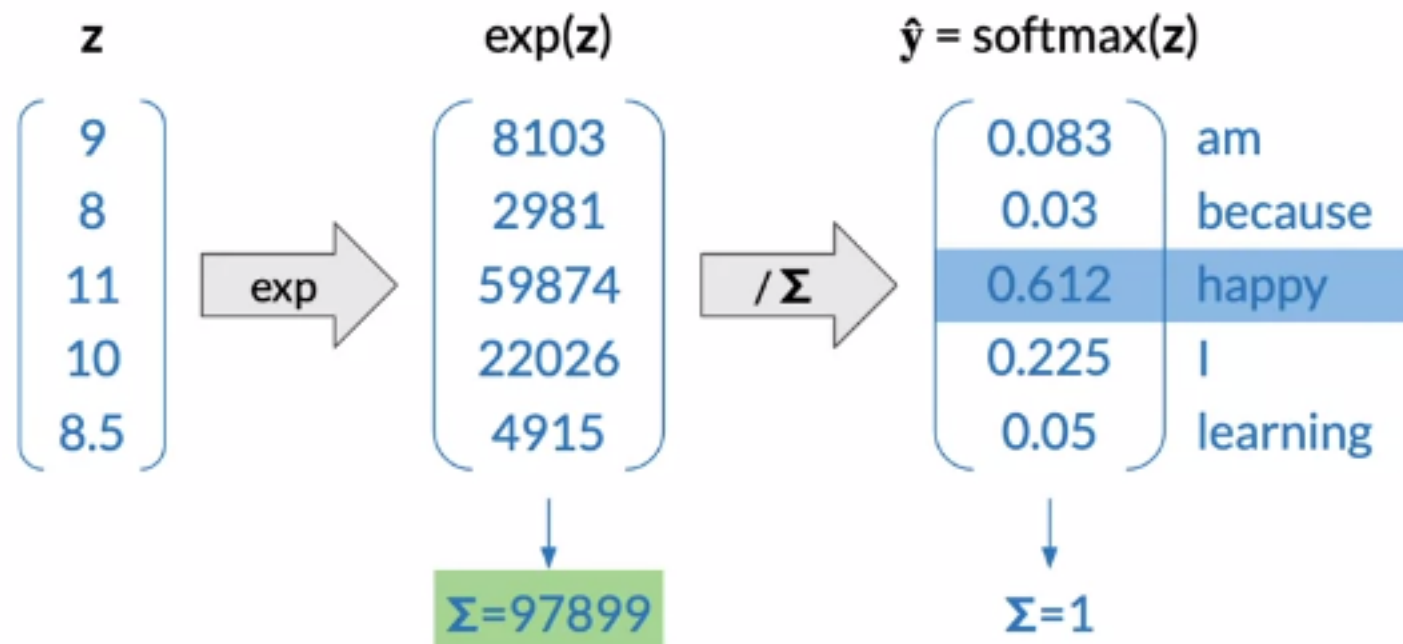 z exp(z) ŷ = softmax(z)
9 8103 0.083 am
8 2981 0.03 because
11 exp 59874 / Σ 0.612 happy
10 22026 0.225 I
8.5 4915 0.05 learning
Σ=97899 Σ=1